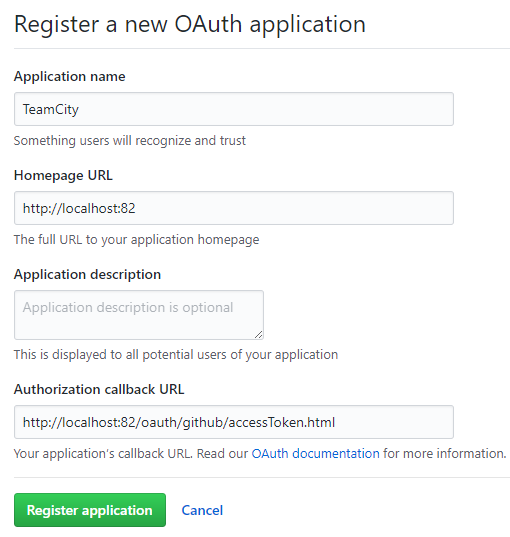 Register a new OAuth application
Application name
TeamCity
Something users will recognize and trust
Homepage URL
http://localhost:82
The full URL to your application homepage
Application description
Application description is optional
This is displayed to all potential users of your application
Authorization callback URL
http://localhost:82/oauth/github/accessToken.html
Your application's callback URL. Read our OAuth documentation for more information.
Register application Cancel